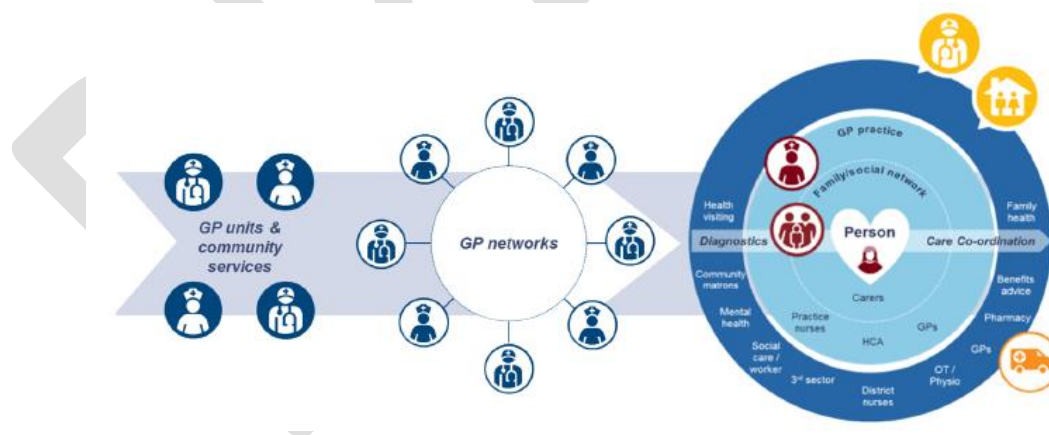 GP units &
community
services
GP networks
GP practice
Family/social network
Health
visiting
Family
health
Diagnostics
Person
Care Co-ordination
Community
matrons
Benefits
advice
Carers
Mental
health
Practice
nurses
GPs
Pharmacy
HCA
Social
care /
worker
GPs
3rd sector
OT /
Physio
District
nurses